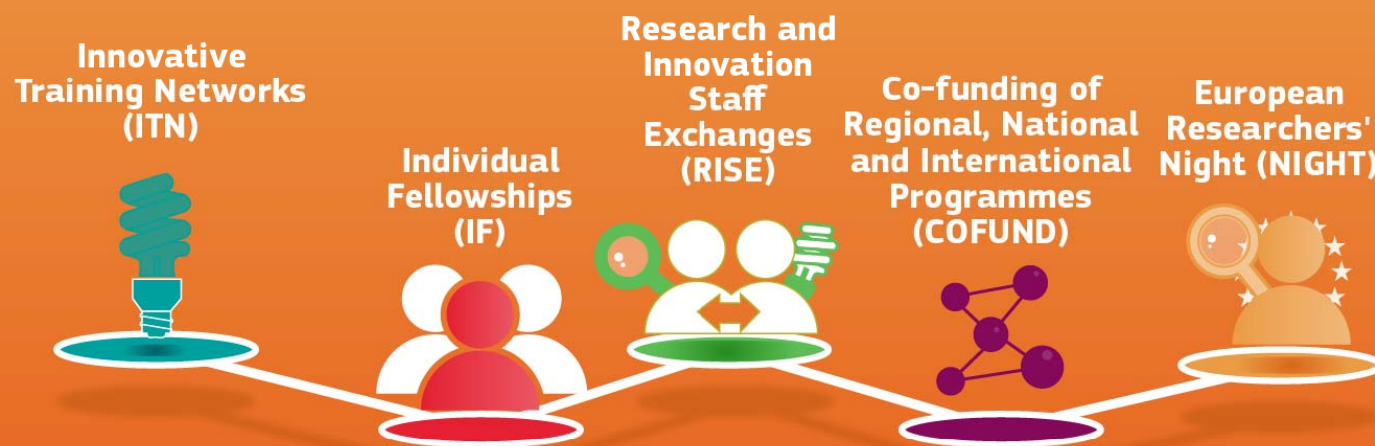 Innovative
Training Networks
(ITN)
Individual
Fellowships
(IF)
Research and
Innovation
Staff
Exchanges
(RISE)
Co-funding of
Regional, National
and International
Programmes
(COFUND)
European
Researchers'
Night (NIGHT)